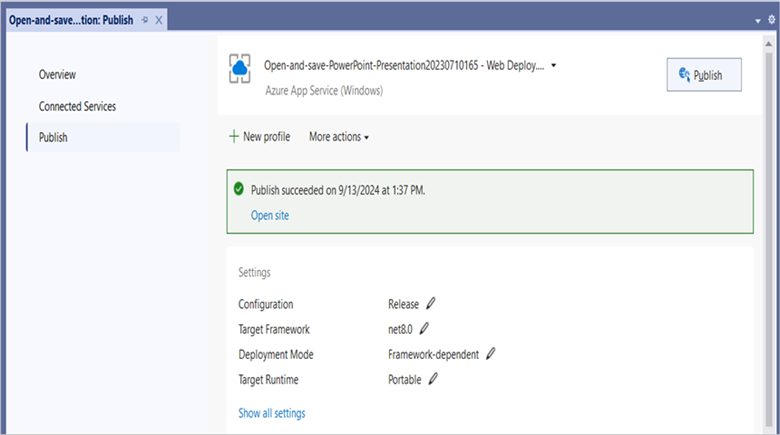 Open-and-save...tion: Publish
Overview
Connected Services
Publish
Open-and-save-PowerPoint-Presentation20230710165 - Web Deploy....
Azure App Service (Windows)
Publish
New profile
More actions
Publish succeeded on 9/13/2024 at 1:37 PM.
Open site
Settings
Configuration Release
Target Framework net8.0
Deployment Mode Framework-dependent
Target Runtime Portable
Show all settings